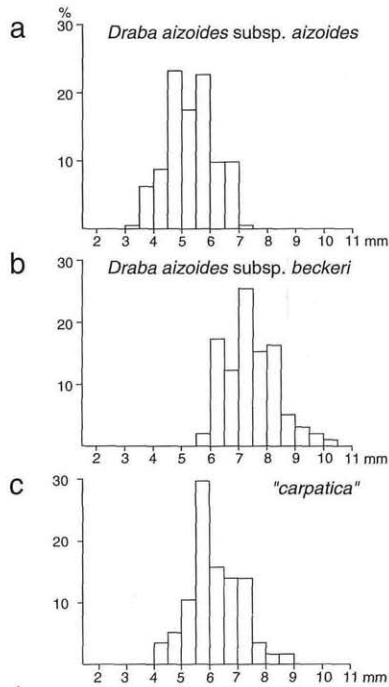 a
%
Draba aizoides subsp. aizoides
30
20
10
2 3 4 5 6 7 8 9 10 11 mm
b
Draba aizoides subsp. beckeri
30
20
10
2 3 4 5 6 7 8 9 10 11 mm
c
"carpatica"
30
20
10
2 3 4 5 6 7 8 9 10 11 mm